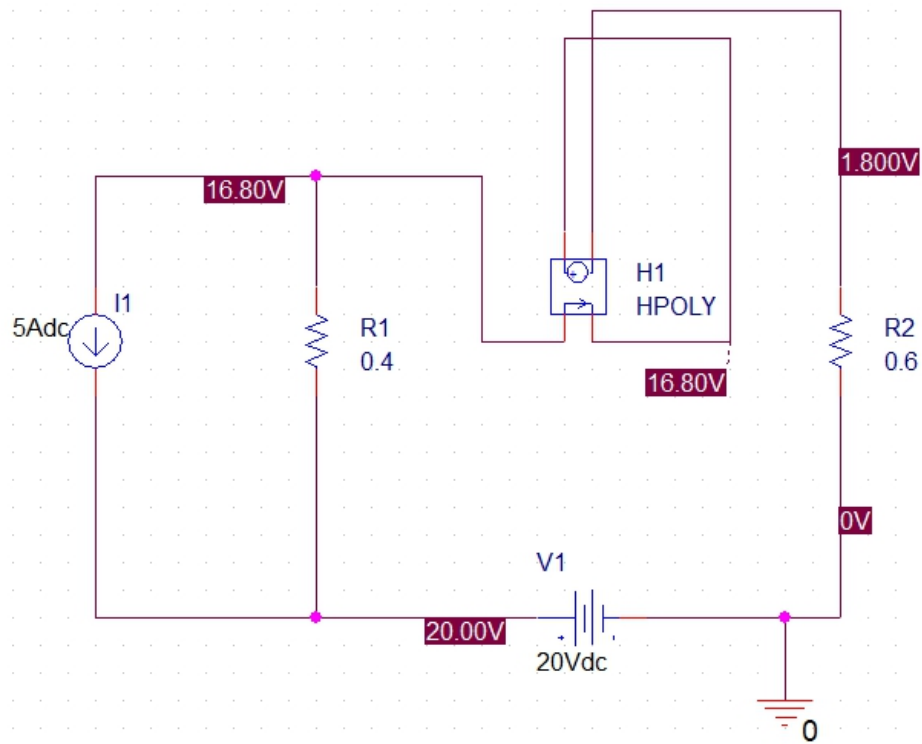 1.800V
16.80V
H1
HPOLY
I1
5Adc
R1
0.4
R2
0.6
16.80V
0V
V1
20.00V
20Vdc
0